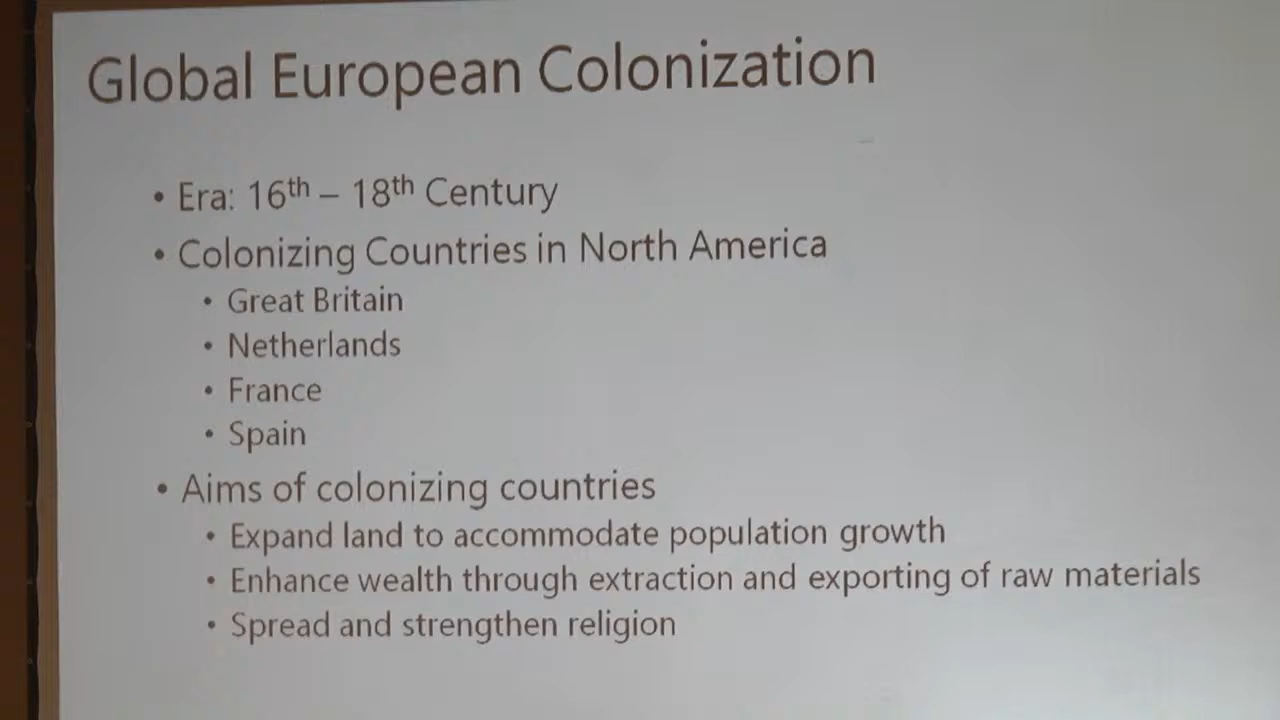 Global European Colonization
• Era: 16th – 18th Century
• Colonizing Countries in North America
• Great Britain
• Netherlands
• France
• Spain
• Aims of colonizing countries
• Expand land to accommodate population growth
• Enhance wealth through extraction and exporting of raw materials
• Spread and strengthen religion